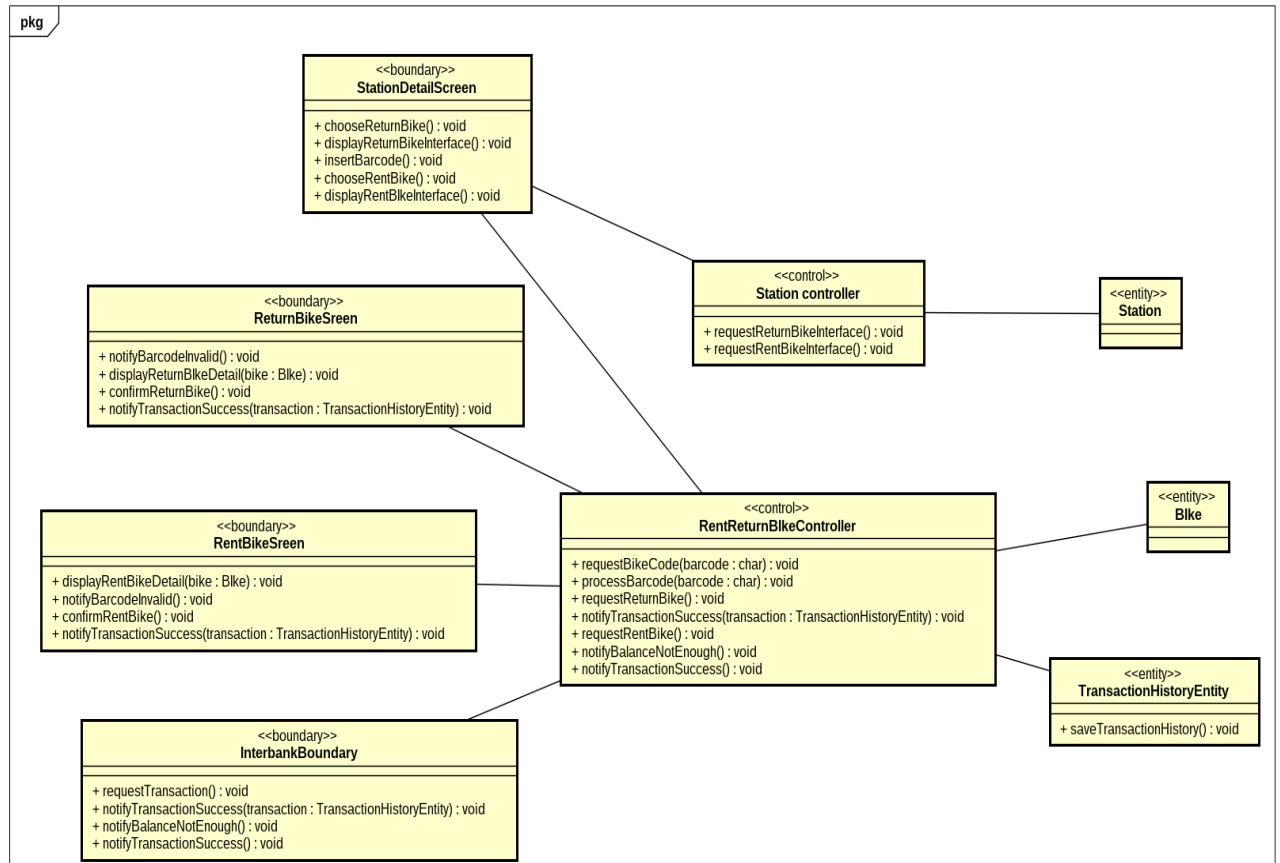 pkg
<<boundary>>
StationDetailScreen
+ chooseReturnBike() : void
+ displayReturnBikeInterface() : void
+ insertBarcode() : void
+ chooseRentBike() : void
+ displayRentBIkeInterface() : void
<<control>>
Station controller
+ requestReturnBikeInterface() : void
+ requestRentBikeInterface() : void
<<entity>>
Station
<<boundary>>
ReturnBikeSreen
+ notifyBarcodeInvalid() : void
+ displayReturnBIkeDetail(bike : BIke) : void
+ confirmReturnBike() : void
+ notifyTransactionSuccess(transaction : TransactionHistoryEntity) : void
<<entity>>
BIke
<<control>>
RentReturnBIkeController
+ requestBikeCode(barcode : char) : void
+ processBarcode(barcode : char) : void
+ requestReturnBike() : void
+ notifyTransactionSuccess(transaction : TransactionHistoryEntity) : void
+ requestRentBike() : void
+ notifyBalanceNotEnough() : void
+ notifyTransactionSuccess() : void
<<boundary>>
RentBikeSreen
+ displayRentBikeDetail(bike : BIke) : void
+ notifyBarcodeInvalid() : void
+ confirmRentBike() : void
+ notifyTransactionSuccess(transaction : TransactionHistoryEntity) : void
<<entity>>
TransactionHistoryEntity
+ saveTransactionHistory() : void
<<boundary>>
InterbankBoundary
+ requestTransaction() : void
+ notifyTransactionSuccess(transaction : TransactionHistoryEntity) : void
+ notifyBalanceNotEnough() : void
+ notifyTransactionSuccess() : void